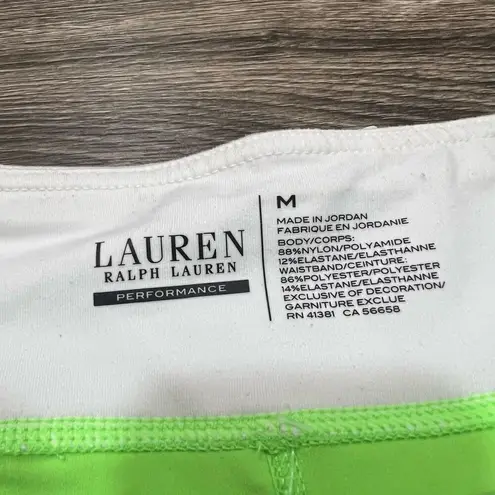 LAUREN
RALPH LAUREN
PERFORMANCE
M
MADE IN JORDAN
FABRIQUE EN JORDANIE
BODY/CORPS:
88%NYLON/POLYAMIDE
12%ELASTANE/ELASTHANNE
WAISTBAND/CEINTURE:
86%POLYESTER/POLYESTER
14%ELASTANE/ELASTHANNE
EXCLUSIVE OF DECORATION/
GARNITURE EXCLUE
RN 41381 CA 56658